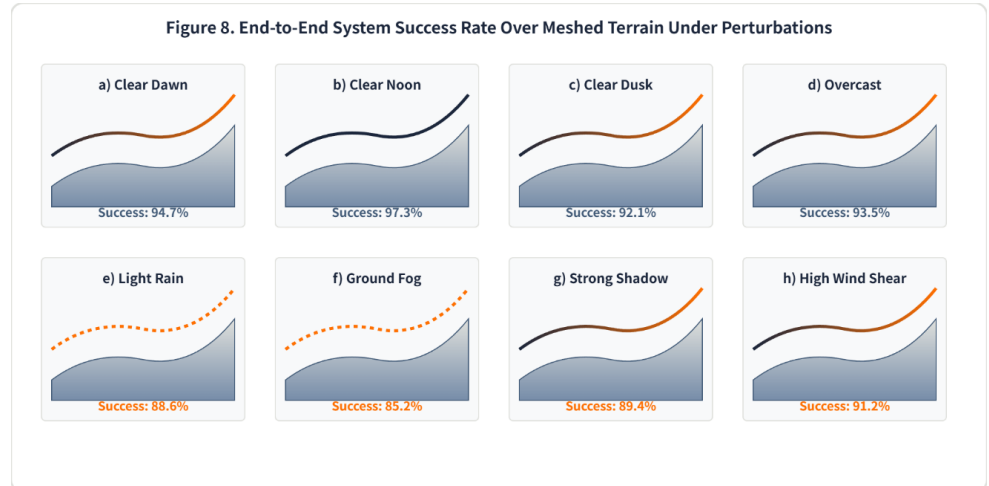 Figure 8. End-to-End System Success Rate Over Meshed Terrain Under Perturbations
a) Clear Dawn
Success: 94.7%
b) Clear Noon
Success: 97.3%
c) Clear Dusk
Success: 92.1%
d) Overcast
Success: 93.5%
e) Light Rain
Success: 88.6%
f) Ground Fog
Success: 85.2%
g) Strong Shadow
Success: 89.4%
h) High Wind Shear
Success: 91.2%